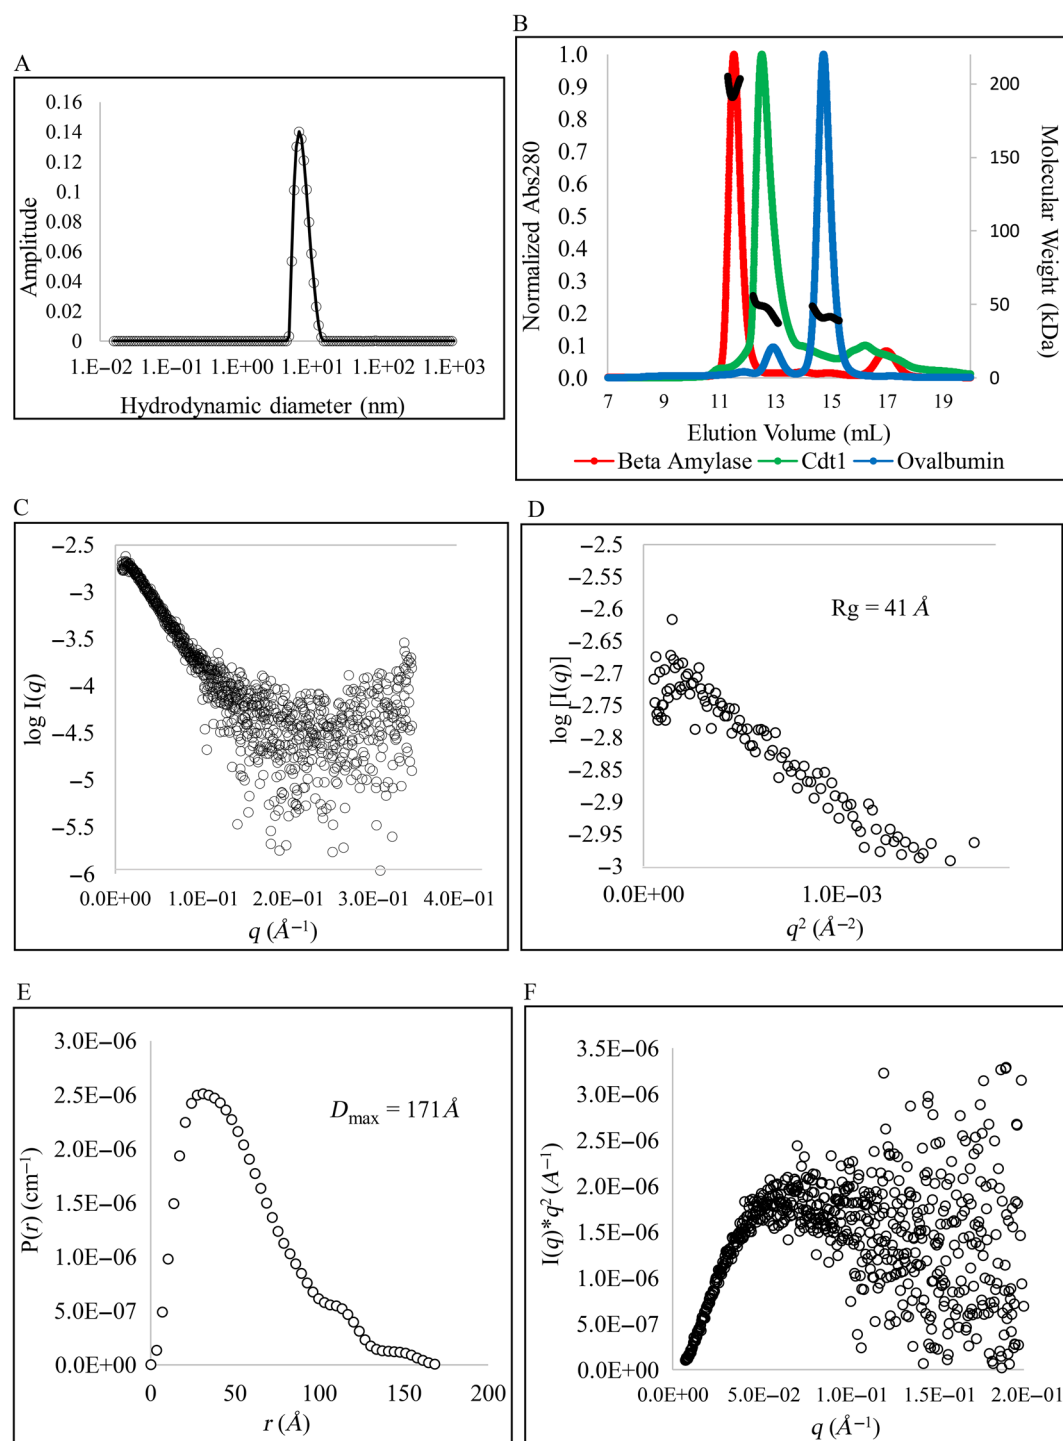 A
0.16
0.14
0.12
0.1
0.08
0.06
0.04
0.02
0
Amplitude
1.E−02 1.E−01 1.E+00 1.E+01 1.E+02 1.E+03
Hydrodynamic diameter (nm)
B
1.0
0.9
0.8
0.7
0.6
0.5
0.4
0.3
0.2
0.1
0.0
Normalized Abs280
200
150
100
50
0
Molecular Weight (kDa)
7 9 11 13 15 17 19
Elution Volume (mL)
Beta Amylase Cdt1 Ovalbumin
C
−2.5
−3
−3.5
−4
−4.5
−5
−5.5
−6
log I(q)
0.0E+00 1.0E−01 2.0E−01 3.0E−01 4.0E−01
q (Å⁻¹)
D
−2.5
−2.55
−2.6
−2.65
−2.7
−2.75
−2.8
−2.85
−2.9
−2.95
−3
log [I(q)]
Rg = 41 Å
0.0E+00 1.0E−03
q² (Å⁻²)
E
3.0E−06
2.5E−06
2.0E−06
1.5E−06
1.0E−06
5.0E−07
0.0E+00
P(r) (cm⁻¹)
Dmax = 171 Å
0 50 100 150 200
r (Å)
F
3.5E−06
3.0E−06
2.5E−06
2.0E−06
1.5E−06
1.0E−06
5.0E−07
0.0E+00
I(q)*q² (A⁻¹)
0.0E+00 5.0E−02 1.0E−01 1.5E−01 2.0E−01
q (Å⁻¹)